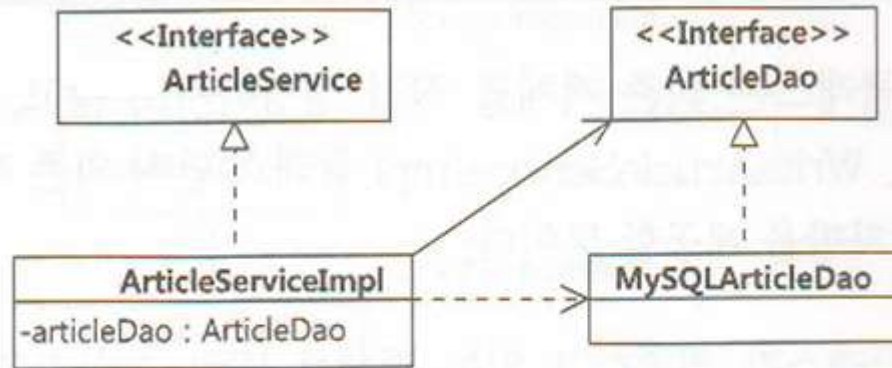 <<Interface>>
ArticleService
<<Interface>>
ArticleDao
ArticleServiceImpl
-articleDao : ArticleDao
MySQLArticleDao